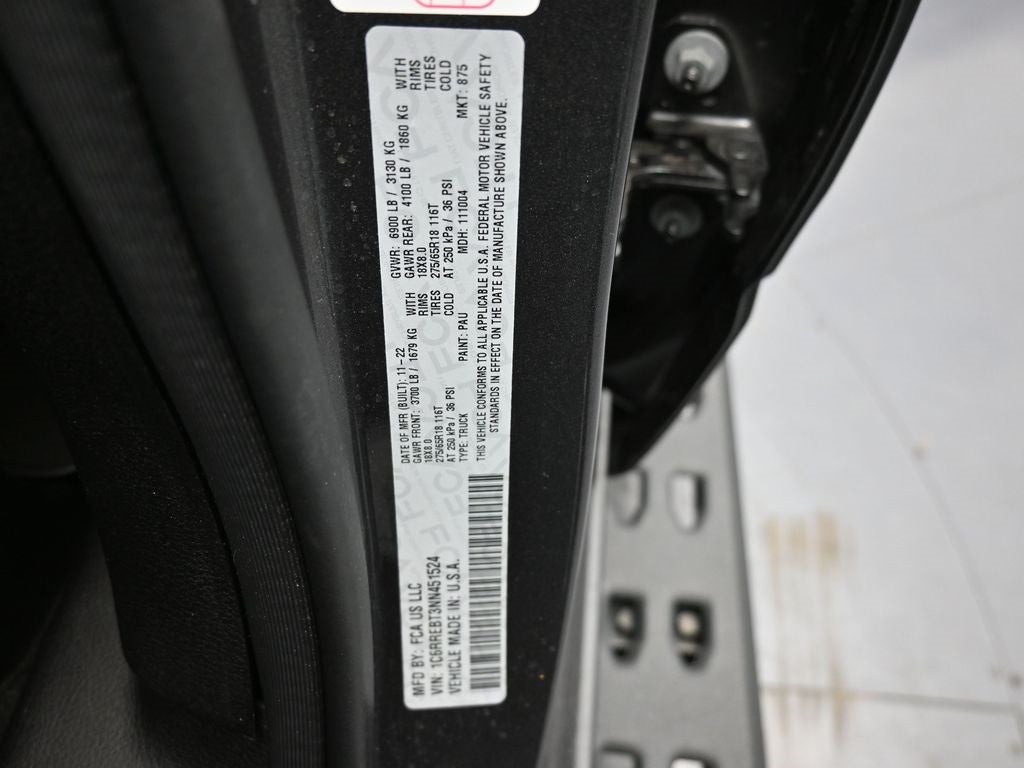 MFD BY: FCA US LLC
DATE OF MFR (BUILT): 11-22
GVWR: 6900 LB / 3130 KG
VIN: 1C6RREBT3NN451524
GAWR FRONT: 3700 LB / 1679 KG WITH
GAWR REAR: 4100 LB / 1860 KG WITH
18X8.0 RIMS
18X8.0 RIMS
VEHICLE MADE IN: U.S.A.
275/65R18 116T TIRES
275/65R18 116T TIRES
AT 250 kPa / 36 PSI COLD
AT 250 kPa / 36 PSI COLD
TYPE: TRUCK PAINT: PAU MDH: 111004 MKT: 875
THIS VEHICLE CONFORMS TO ALL APPLICABLE U.S.A. FEDERAL MOTOR VEHICLE SAFETY
STANDARDS IN EFFECT ON THE DATE OF MANUFACTURE SHOWN ABOVE.